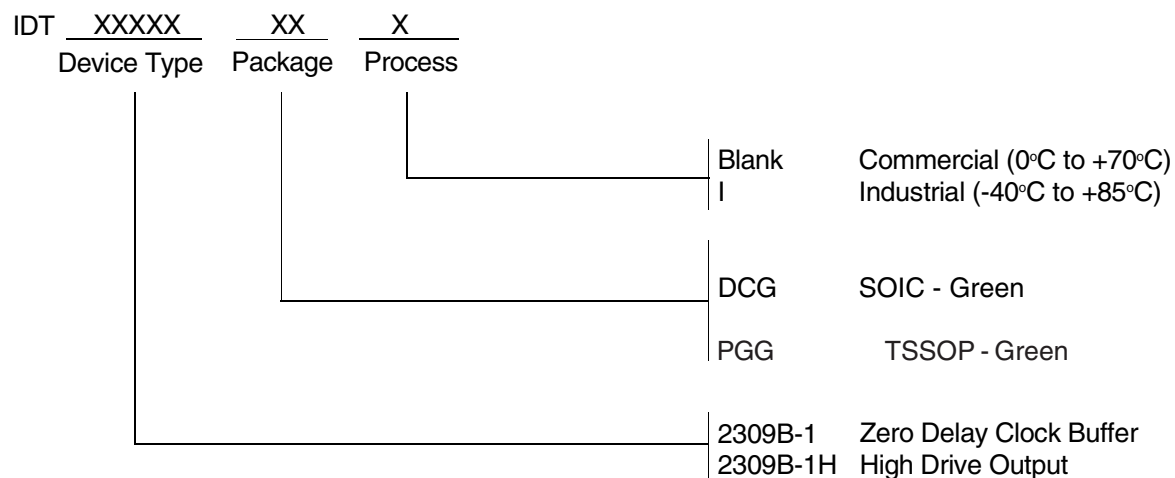 IDT XXXXX XX X
Device Type Package Process
Blank Commercial (0°C to +70°C)
I Industrial (-40°C to +85°C)
DCG SOIC - Green
PGG TSSOP - Green
2309B-1 Zero Delay Clock Buffer
2309B-1H High Drive Output